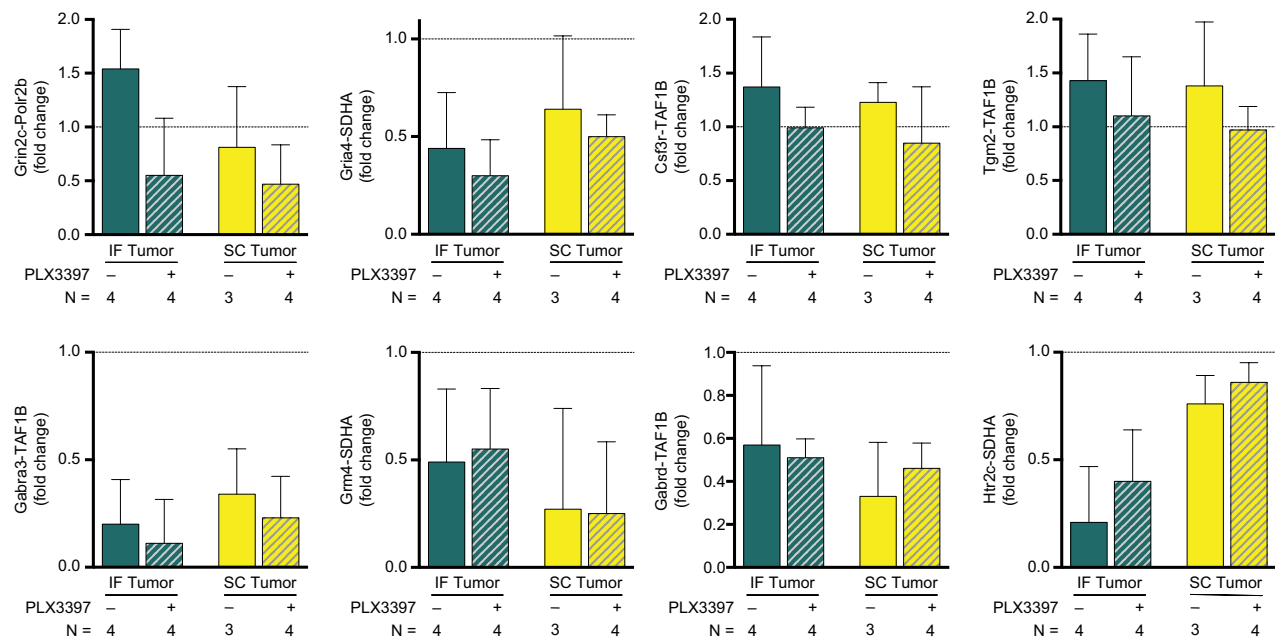 Grin2c-Polr2b
(fold change)
2.0
1.5
1.0
0.5
0.0
IF Tumor SC Tumor
PLX3397 – + – +
N = 4 4 3 4
Gria4-SDHA
(fold change)
1.0
0.5
0.0
IF Tumor SC Tumor
– + – +
4 4 3 4
Csf3r-TAF1B
(fold change)
2.0
1.5
1.0
0.5
0.0
IF Tumor SC Tumor
PLX3397 – + – +
N = 4 4 3 4
Tgm2-TAF1B
(fold change)
2.0
1.5
1.0
0.5
0.0
IF Tumor SC Tumor
– + – +
4 4 3 4
Gabra3-TAF1B
(fold change)
1.0
0.5
0.0
IF Tumor SC Tumor
PLX3397 – + – +
N = 4 4 3 4
Grm4-SDHA
(fold change)
1.0
0.5
0.0
IF Tumor SC Tumor
– + – +
4 4 3 4
Gabrd-TAF1B
(fold change)
1.0
0.8
0.6
0.4
0.2
0.0
IF Tumor SC Tumor
PLX3397 – + – +
N = 4 4 3 4
Htr2c-SDHA
(fold change)
1.0
0.5
0.0
IF Tumor SC Tumor
– + – +
4 4 3 4